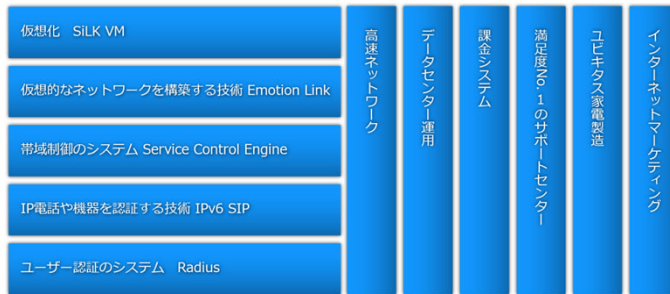 仮想化　SiLK VM
仮想的なネットワークを構築する技術 Emotion Link
帯域制御のシステム Service Control Engine
IP電話や機器を認証する技術 IPv6 SIP
ユーザー認証のシステム　Radius
高速ネットワーク
データセンター運用
課金システム
満足度No.1のサポートセンター
ユビキタス家電製造
インターネットマーケティング